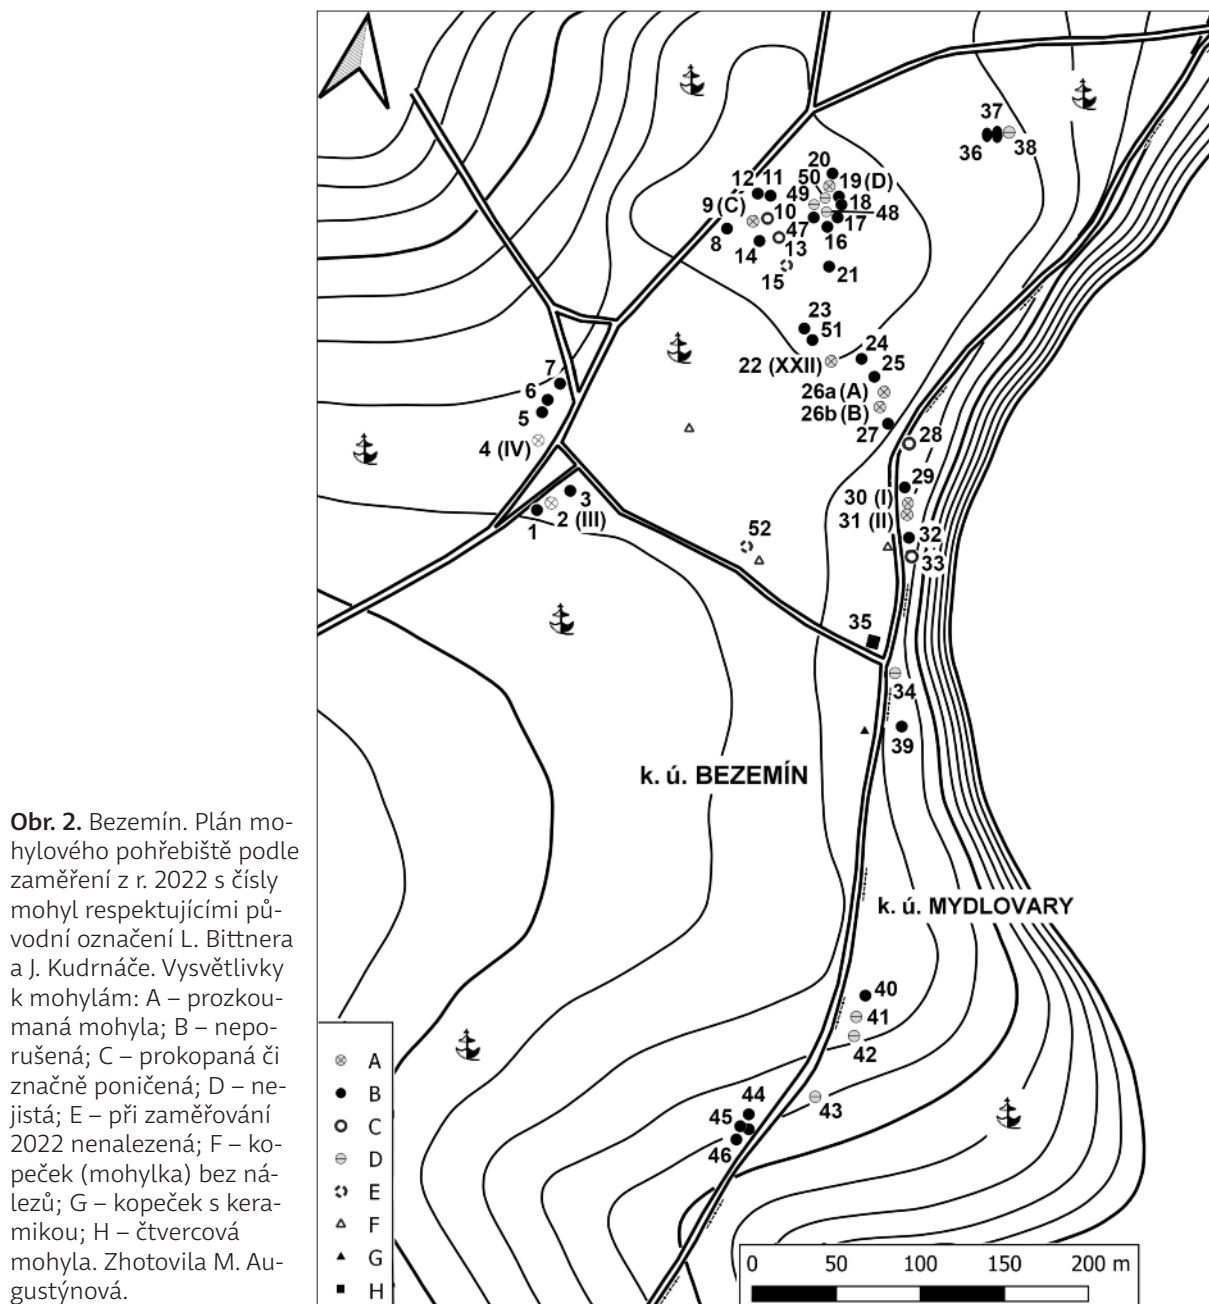 Obr. 2. Bezemín. Plán mo-
hylového pohřebiště podle
zaměření z r. 2022 s čísly
mohyl respektujícími pů-
vodní označení L. Bittnera
a J. Kudrnáče. Vysvětlivky
k mohylám: A – prozkou-
maná mohyla; B – nepo-
rušená; C – prokopaná či
značně poničená; D – ne-
jistá; E – při zaměřování
2022 nenalezená; F – ko-
peček (mohylka) bez ná-
lezů; G – kopeček s kera-
mikou; H – čtvercová
mohyla. Zhotovila M. Au-
gustýnová.
37
36
38
20
50
19 (D)
12
11
49
18
9 (C)
10
48
47
17
8
13
16
14
15
21
23
51
24
22 (XXII)
25
7
26a (A)
6
26b (B)
5
27
28
4 (IV)
29
3
30 (I)
2 (III)
31 (II)
1
52
32
33
35
34
39
k. ú. BEZEMÍN
k. ú. MYDLOVARY
40
41
42
44
43
45
46
A
B
C
D
E
F
G
H
0 50 100 150 200 m